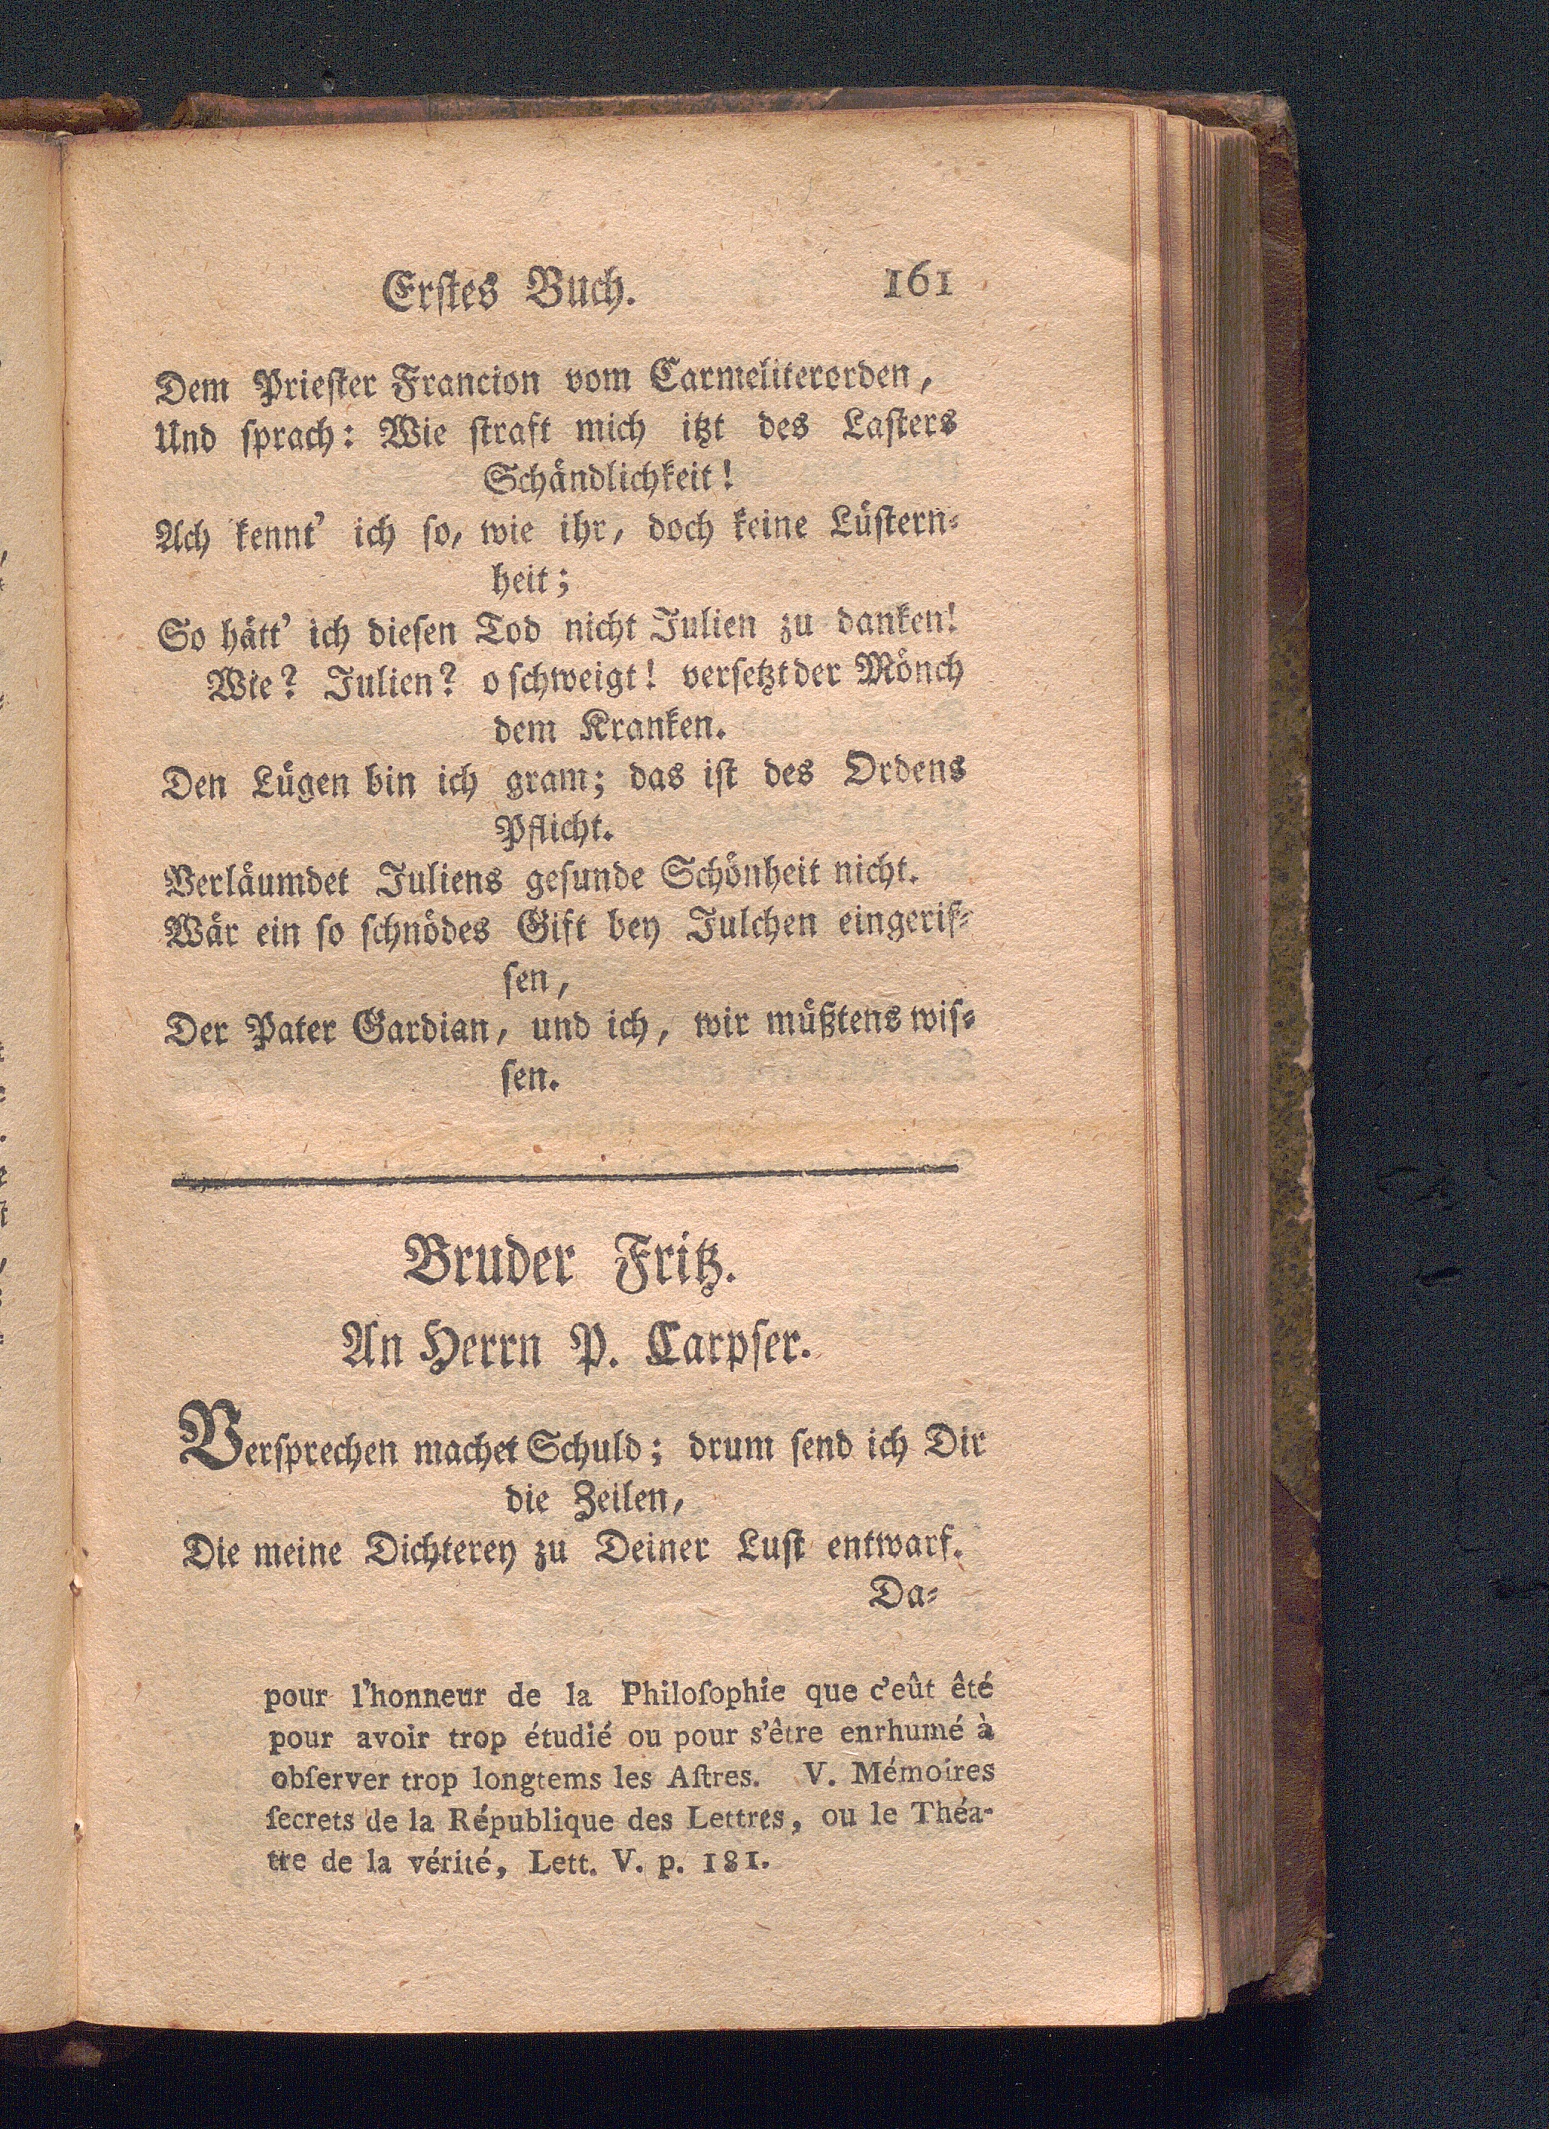 Erſtes Buch. 161
Dem Prieſter Francion vom Carmeliterorden,
Und ſprach: Wie ſtraft mich itzt des Laſters
Schändlichkeit!
Ach kennt' ich ſo, wie ihr, doch keine Lüſtern-
heit;
So hätt' ich dieſen Tod nicht Julien zu danken!
Wie? Julien? o ſchweigt! verſetzt der Mönch
dem Kranken.
Den Lügen bin ich gram; das iſt des Ordens
Pflicht.
Verläumdet Juliens geſunde Schönheit nicht.
Wär ein ſo ſchnödes Gift bey Julchen eingeriſ-
ſen,
Der Pater Gardian, und ich, wir müßtens wiſ-
ſen.
Bruder Fritz.
An Herrn P. Carpſer.
Verſprechen machet Schuld; drum ſend ich Dir
die Zeilen,
Die meine Dichterey zu Deiner Luſt entwarf.
Da-
pour l'honneur de la Philoſophie que c'eût êté
pour avoir trop étudié ou pour s'être enrhumé à
obſerver trop longtems les Aſtres. V. Mémoires
ſecrets de la République des Lettres, ou le Théa-
tre de la vérité, Lett. V. p. 181.